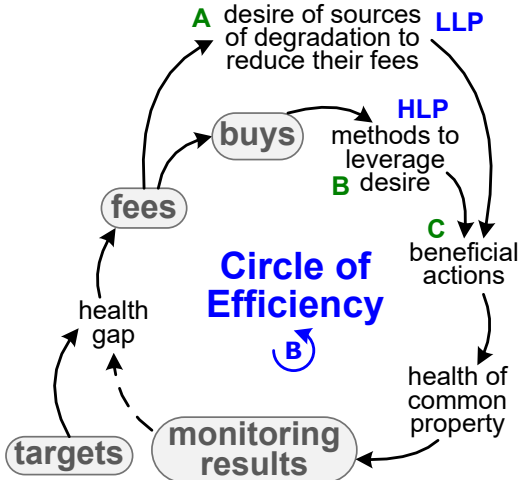 A
desire of sources
of degradation to
reduce their fees
LLP
buys
HLP
methods to
leverage
B desire
fees
C
beneficial
actions
Circle of
Efficiency
B
health
gap
health of
common
property
targets
monitoring
results